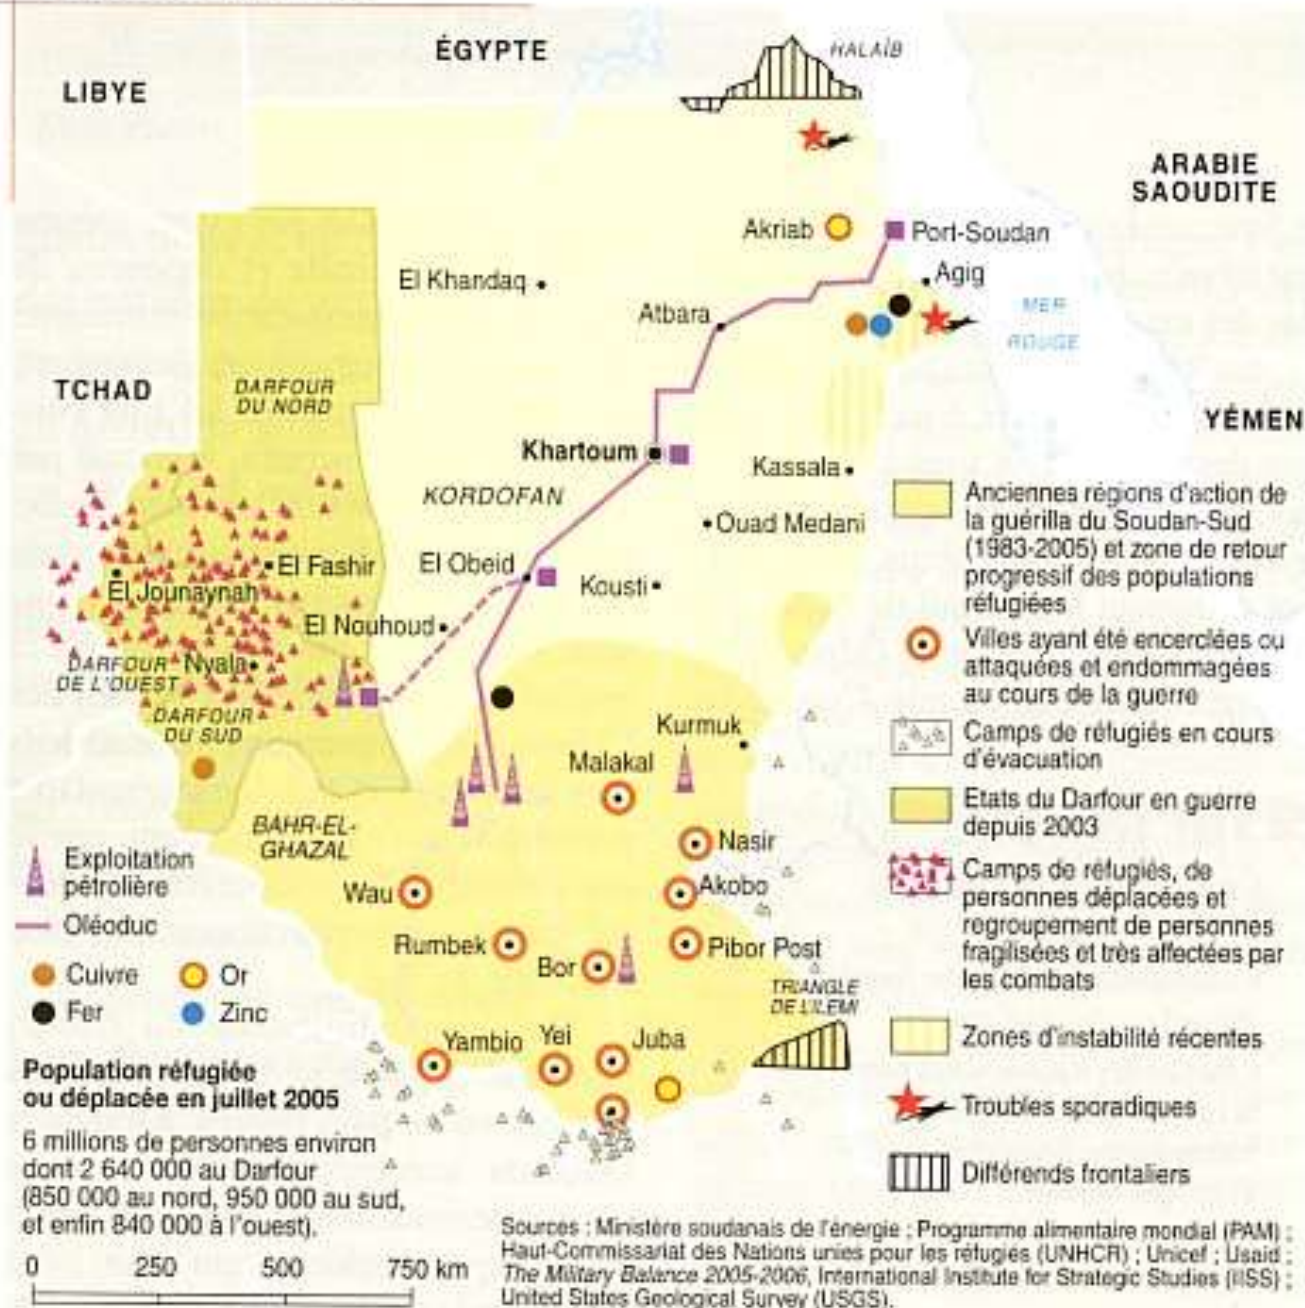 ÉGYPTE
HALAÏB
LIBYE
ARABIE
SAOUDITE
Akriab
Port-Soudan
El Khandaq
Agig
Atbara
MER
ROUGE
TCHAD
DARFOUR
DU NORD
YÉMEN
Khartoum
Kassala
KORDOFAN
Ouad Medani
El Obeid
El Fashir
Kousti
El Jounaynah
El Nouhoud
DARFOUR
DE L'OUEST
Nyala
DARFOUR
DU SUD
Kurmuk
Malakal
BAHR-EL-
GHAZAL
Nasir
Wau
Akobo
Rumbek
Bor
Pibor Post
TRIANGLE
DE L'ILEMI
Yambio
Yei
Juba
Anciennes régions d'action de
la guérilla du Soudan-Sud
(1983-2005) et zone de retour
progressif des populations
réfugiées
Villes ayant été encerclées ou
attaquées et endommagées
au cours de la guerre
Camps de réfugiés en cours
d'évacuation
Etats du Darfour en guerre
depuis 2003
Camps de réfugiés, de
personnes déplacées et
regroupement de personnes
fragilisées et très affectées par
les combats
Zones d'instabilité récentes
Troubles sporadiques
Différends frontaliers
Exploitation
pétrolière
Oléoduc
Cuivre
Or
Fer
Zinc
Population réfugiée
ou déplacée en juillet 2005
6 millions de personnes environ
dont 2 640 000 au Darfour
(850 000 au nord, 950 000 au sud,
et enfin 840 000 à l'ouest).
0 250 500 750 km
Sources : Ministère soudanais de l'énergie ; Programme alimentaire mondial (PAM) ;
Haut-Commissariat des Nations unies pour les réfugiés (UNHCR) ; Unicef ; Usaid ;
The Military Balance 2005-2006, International Institute for Strategic Studies (IISS) ;
United States Geological Survey (USGS).